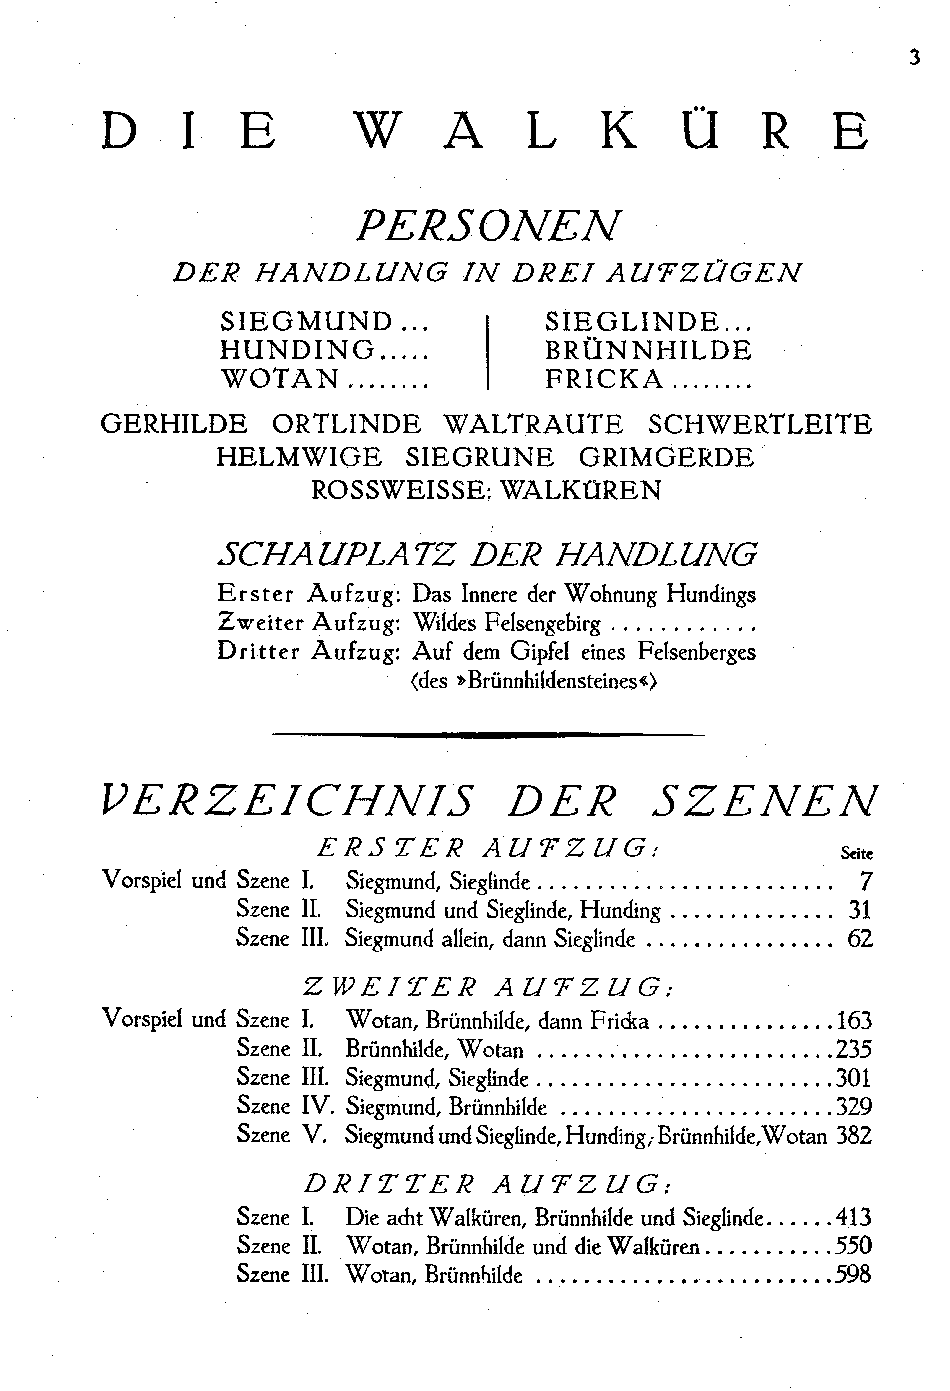 3
DIE WALKÜRE
PERSONEN
DER HANDLUNG IN DREI AUFZÜGEN
SIEGMUND ... SIEGLINDE...
HUNDING..... BRÜNNHILDE
WOTAN ........ FRICKA ........
GERHILDE ORTLINDE WALTRAUTE SCHWERTLEITE
HELMWIGE SIEGRUNE GRIMGERDE
ROSSWEISSE: WALKÜREN
SCHAUPLATZ DER HANDLUNG
Erster Aufzug: Das Innere der Wohnung Hundings
Zweiter Aufzug: Wildes Felsengebirg ............
Dritter Aufzug: Auf dem Gipfel eines Felsenberges
(des »Brünnhildensteines«)
VERZEICHNIS DER SZENEN
ERSTER AUFZUG:
Seite
Vorspiel und Szene I. Siegmund, Sieglinde ......................... 7
Szene II. Siegmund und Sieglinde, Hunding .............. 31
Szene III. Siegmund allein, dann Sieglinde ................ 62
ZWEITER AUFZUG:
Vorspiel und Szene I. Wotan, Brünnhilde, dann Fricka ...............163
Szene II. Brünnhilde, Wotan .........................235
Szene III. Siegmund, Sieglinde .........................301
Szene IV. Siegmund, Brünnhilde .......................329
Szene V. Siegmund und Sieglinde, Hunding, Brünnhilde, Wotan 382
DRITTER AUFZUG:
Szene I. Die acht Walküren, Brünnhilde und Sieglinde......413
Szene II. Wotan, Brünnhilde und die Walküren...........550
Szene III. Wotan, Brünnhilde .........................598